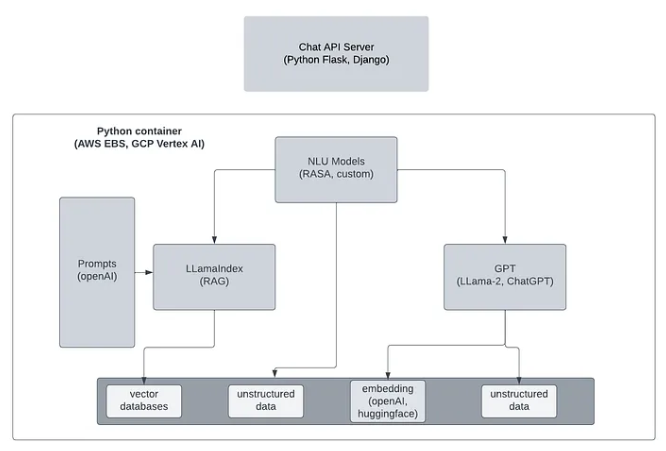 Chat API Server
(Python Flask, Django)
Python container
(AWS EBS, GCP Vertex AI)
NLU Models
(RASA, custom)
Prompts
(openAI)
LLamaIndex
(RAG)
GPT
(LLama-2, ChatGPT)
vector
databases
unstructured
data
embedding
(openAI,
huggingface)
unstructured
data